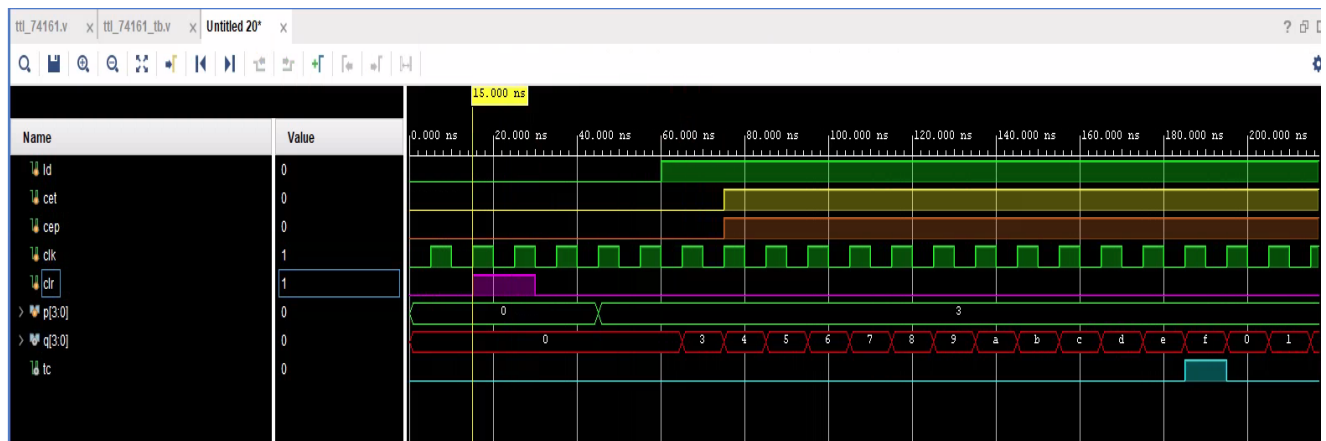 ttl_74161.v x ttl_74161_tb.v x Untitled 20* x ?
15.000 ns
Name Value
0.000 ns 20.000 ns 40.000 ns 60.000 ns 80.000 ns 100.000 ns 120.000 ns 140.000 ns 160.000 ns 180.000 ns 200.000 ns
ld 0
cet 0
cep 0
clk 1
clr 1
> p[3:0] 0 0 3
> q[3:0] 0 0 3 4 5 6 7 8 9 a b c d e f 0 1
tc 0